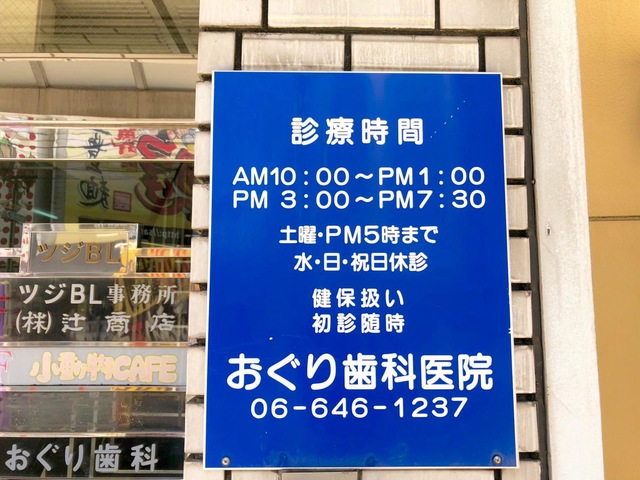 診療時間
AM10:00～PM1:00
PM 3:00～PM7:30
土曜・PM5時まで
水・日・祝日休診
健保扱い
初診随時
おぐり歯科医院
06-646-1237
ツジBL
ツジBL事務所
(株)辻商店
小動物CAFE
おぐり歯科